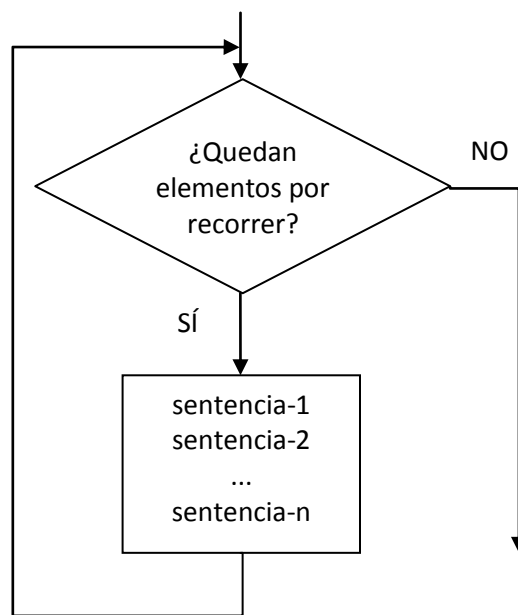 ¿Quedan
elementos por
recorrer?
NO
SÍ
sentencia-1
sentencia-2
...
sentencia-n